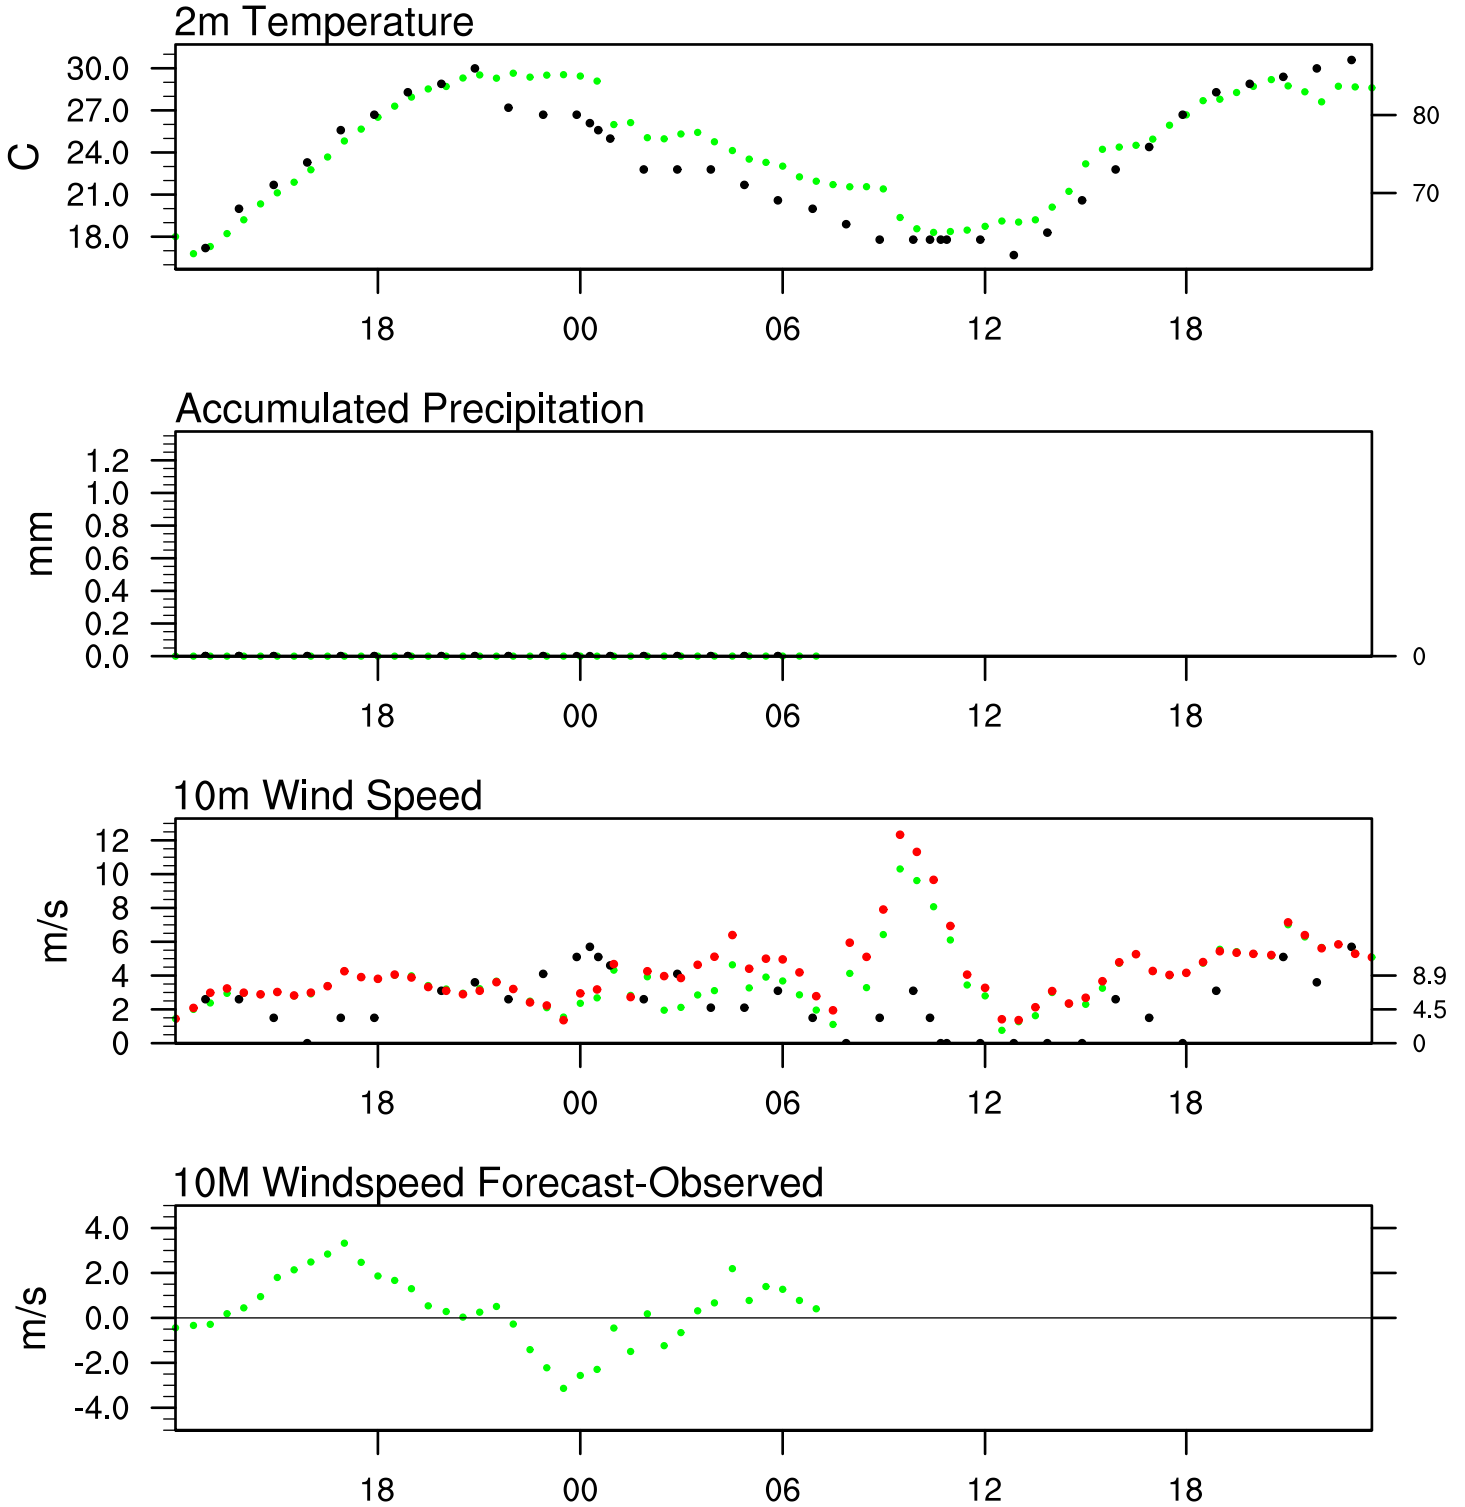 2m Temperature
30.0
27.0
80
24.0
C
21.0
70
18.0
18 00 06 12 18
Accumulated Precipitation
1.2
1.0
0.8
mm
0.6
0.4
0.2
0.0 0
18 00 06 12 18
10m Wind Speed
12
10
8
m/s
6
4 8.9
2 4.5
0 0
18 00 06 12 18
10M Windspeed Forecast-Observed
4.0
2.0
0.0
m/s
-2.0
-4.0
18 00 06 12 18